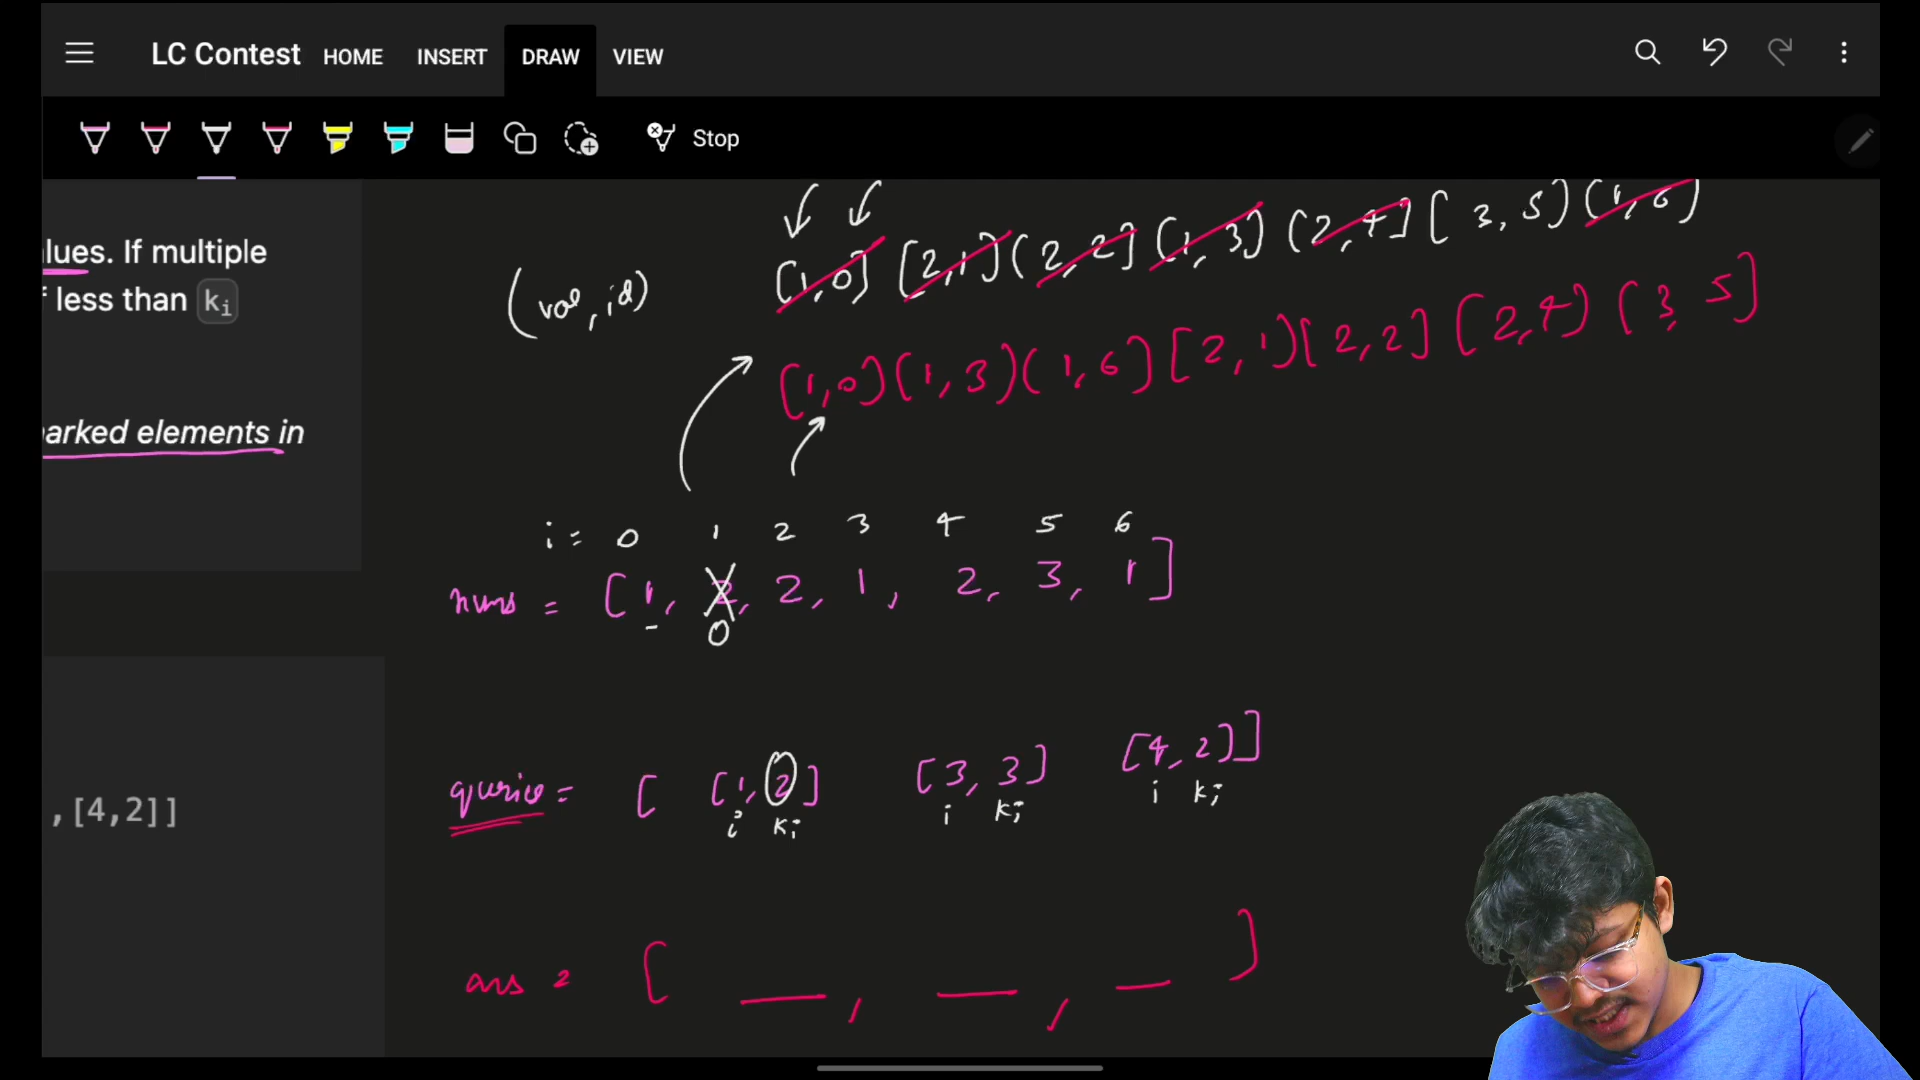 LC Contest HOME INSERT DRAW VIEW
Stop
lues. If multiple
less than ki
arked elements in
,[4,2]]
[1,0] [2,1] (2,2] (1,3) (2,4] [3,5) (1,6)
(val, id)
[1,0) (1,3) (1,6] [2,1) [2,2] [2,4) (3,5]
i = 0 1 2 3 4 5 6
nums = [1, 2, 2, 1, 2, 3, 1]
0
queries = [ [1,2] [3,3] [4,2]]
i ki i ki i ki
ans = [ __, __, __ ]